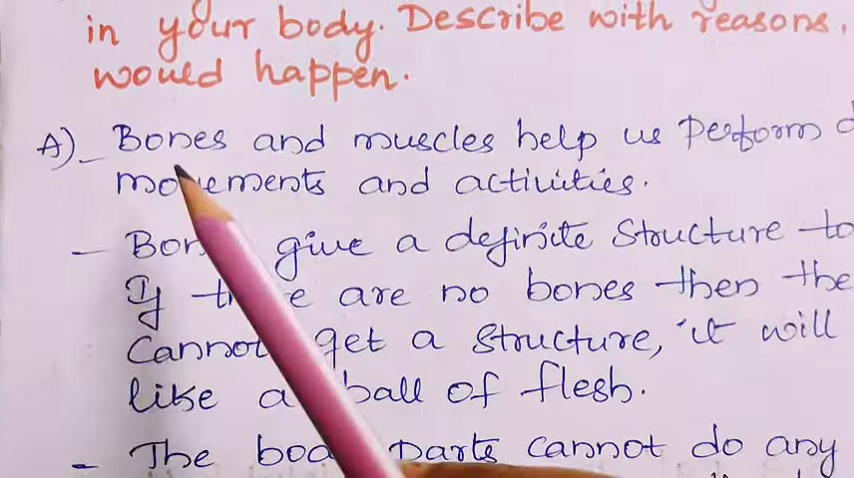 in your body. Describe with reasons,
would happen.
A) - Bones and muscles help us perform
movements and activities.
- give a definite Structure to
If are no bones then the
Cannot get a structure, it will
like a ball of flesh.
- The parts cannot do any